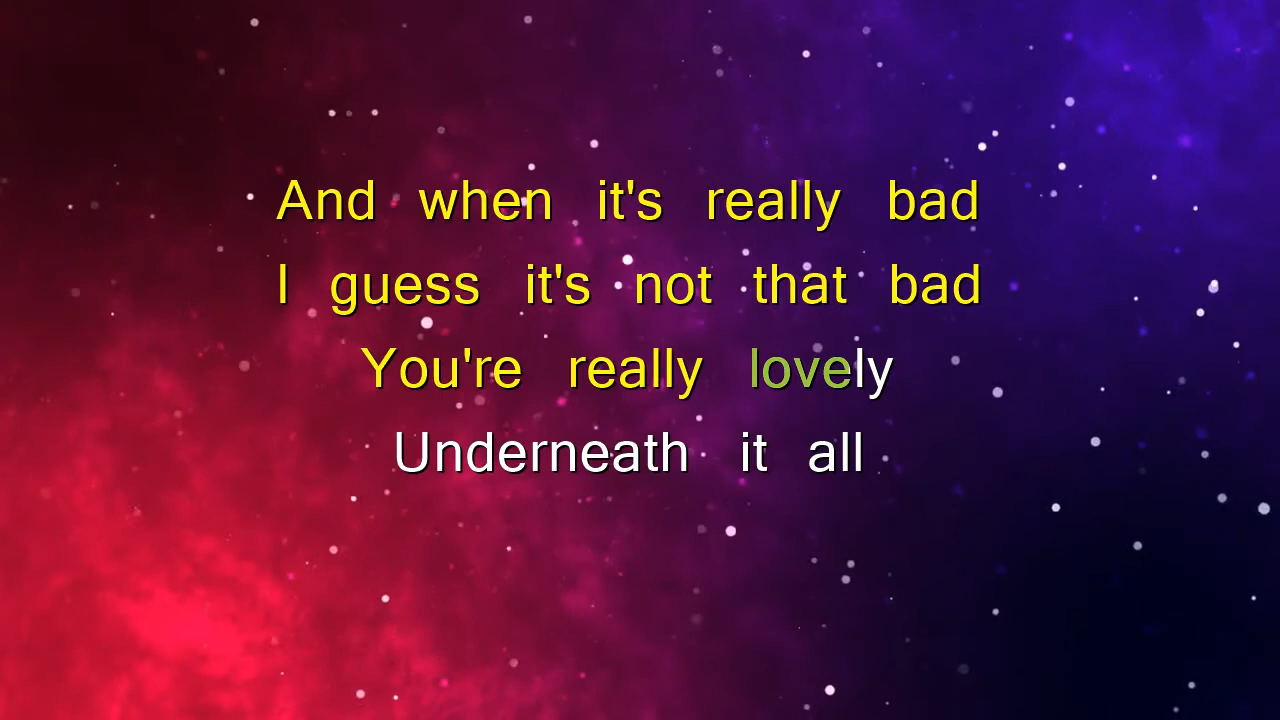 And when it's really bad
I guess it's not that bad
You're really lovely
Underneath it all